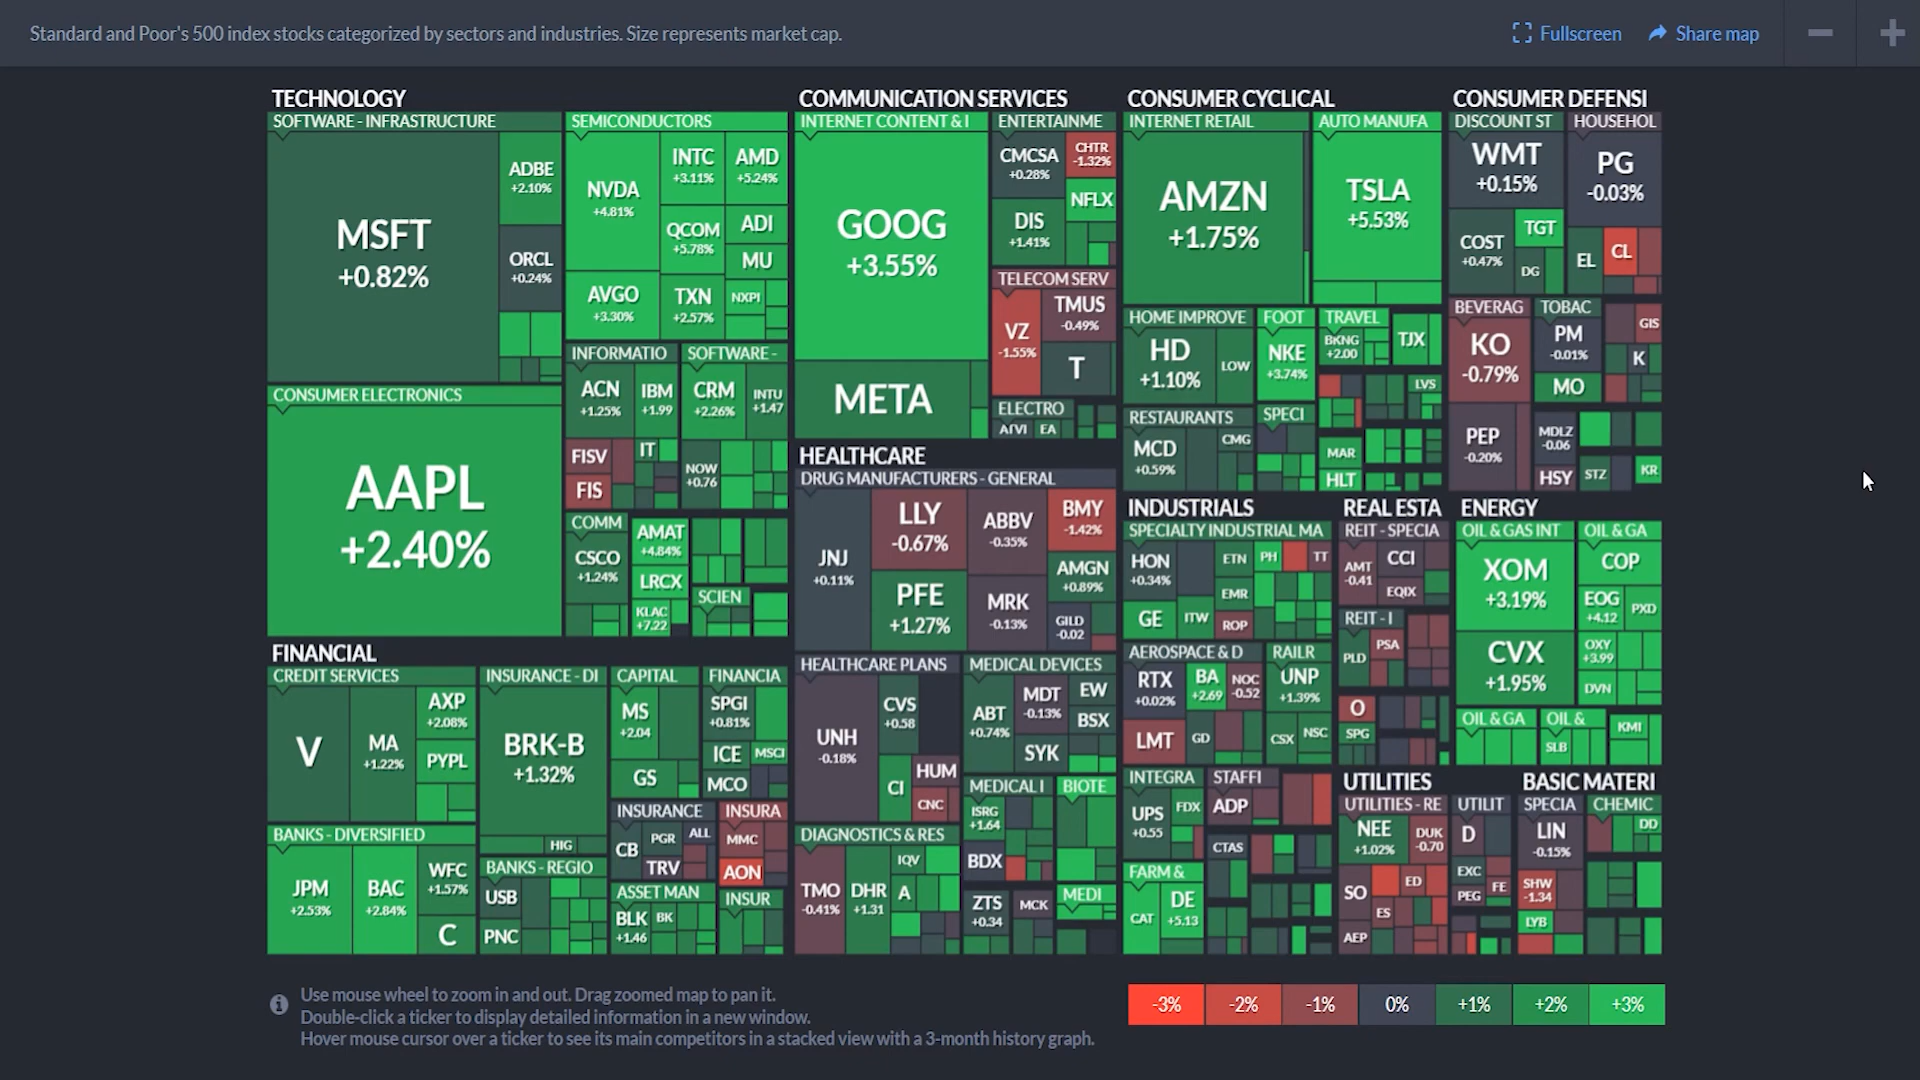 Standard and Poor's 500 index stocks categorized by sectors and industries. Size represents market cap.
Fullscreen
Share map
TECHNOLOGY
SOFTWARE - INFRASTRUCTURE
MSFT
+0.82%
ADBE
+2.10%
ORCL
+0.24%
SEMICONDUCTORS
NVDA
+4.81%
INTC
+3.11%
AMD
+5.24%
QCOM
+5.78%
ADI
MU
AVGO
+3.30%
TXN
+2.57%
NXPI
CONSUMER ELECTRONICS
AAPL
+2.40%
INFORMATIO
ACN
+1.25%
IBM
+1.99
FISV
FIS
IT
SOFTWARE -
CRM
+2.26%
INTU
+1.47
NOW
+0.76
COMM
CSCO
+1.24%
AMAT
+4.84%
LRCX
KLAC
+7.22
SCIEN
COMMUNICATION SERVICES
INTERNET CONTENT & I
GOOG
+3.55%
META
ENTERTAINME
CMCSA
+0.28%
CHTR
-1.32%
NFLX
DIS
+1.41%
TELECOM SERV
VZ
-1.55%
TMUS
-0.49%
T
ELECTRO
EA
CONSUMER CYCLICAL
INTERNET RETAIL
AMZN
+1.75%
AUTO MANUFA
TSLA
+5.53%
HOME IMPROVE
HD
+1.10%
LOW
FOOT
NKE
+3.74%
TRAVEL
BKNG
+2.00
TJX
LVS
RESTAURANTS
MCD
+0.59%
CMG
SPECI
MAR
HLT
CONSUMER DEFENSI
DISCOUNT ST
WMT
+0.15%
COST
+0.47%
TGT
DG
HOUSEHOL
PG
-0.03%
EL
CL
BEVERAG
KO
-0.79%
PEP
-0.20%
TOBAC
PM
-0.01%
MO
GIS
K
MDLZ
-0.06
HSY
STZ
KR
HEALTHCARE
DRUG MANUFACTURERS - GENERAL
JNJ
+0.11%
LLY
-0.67%
ABBV
-0.35%
BMY
-1.42%
PFE
+1.27%
MRK
-0.13%
AMGN
+0.89%
GILD
-0.02
HEALTHCARE PLANS
UNH
-0.18%
CVS
+0.58
CI
HUM
CNC
MEDICAL DEVICES
ABT
+0.74%
MDT
-0.13%
EW
BSX
SYK
MEDICAL I
ISRG
+1.64
BDX
BIOTE
DIAGNOSTICS & RES
TMO
-0.41%
DHR
+1.31
IQV
A
ZTS
+0.34
MCK
MEDI
FINANCIAL
CREDIT SERVICES
V
MA
+1.22%
AXP
+2.08%
PYPL
INSURANCE - DI
BRK-B
+1.32%
HIG
CAPITAL
MS
+2.04
GS
FINANCIA
SPGI
+0.81%
ICE
MSCI
MCO
BANKS - DIVERSIFIED
JPM
+2.53%
BAC
+2.84%
WFC
+1.57%
C
BANKS - REGIO
USB
PNC
INSURANCE
CB
PGR
ALL
TRV
INSURA
MMC
AON
ASSET MAN
BLK
+1.46
BK
INSUR
INDUSTRIALS
SPECIALTY INDUSTRIAL MA
HON
+0.34%
ETN
PH
TT
EMR
GE
ITW
ROP
AEROSPACE & D
RTX
+0.02%
BA
+2.69
NOC
-0.52
LMT
GD
RAILR
UNP
+1.39%
CSX
NSC
INTEGRA
UPS
+0.55
FDX
STAFFI
ADP
CTAS
FARM &
CAT
DE
+5.13
REAL ESTA
REIT - SPECIA
AMT
-0.41
CCI
EQIX
REIT - I
PLD
PSA
O
SPG
ENERGY
OIL & GAS INT
XOM
+3.19%
CVX
+1.95%
OIL & GA
COP
EOG
+4.12
PXD
OXY
+3.99
DVN
OIL & GA
OIL &
SLB
KMI
UTILITIES
UTILITIES - RE
NEE
+1.02%
DUK
-0.70
SO
ED
ES
AEP
UTILIT
D
EXC
PEG
FE
BASIC MATERI
SPECIA
LIN
-0.15%
SHW
-1.34
LYB
CHEMIC
DD
Use mouse wheel to zoom in and out. Drag zoomed map to pan it.
Double-click a ticker to display detailed information in a new window.
Hover mouse cursor over a ticker to see its main competitors in a stacked view with a 3-month history graph.
-3%
-2%
-1%
0%
+1%
+2%
+3%